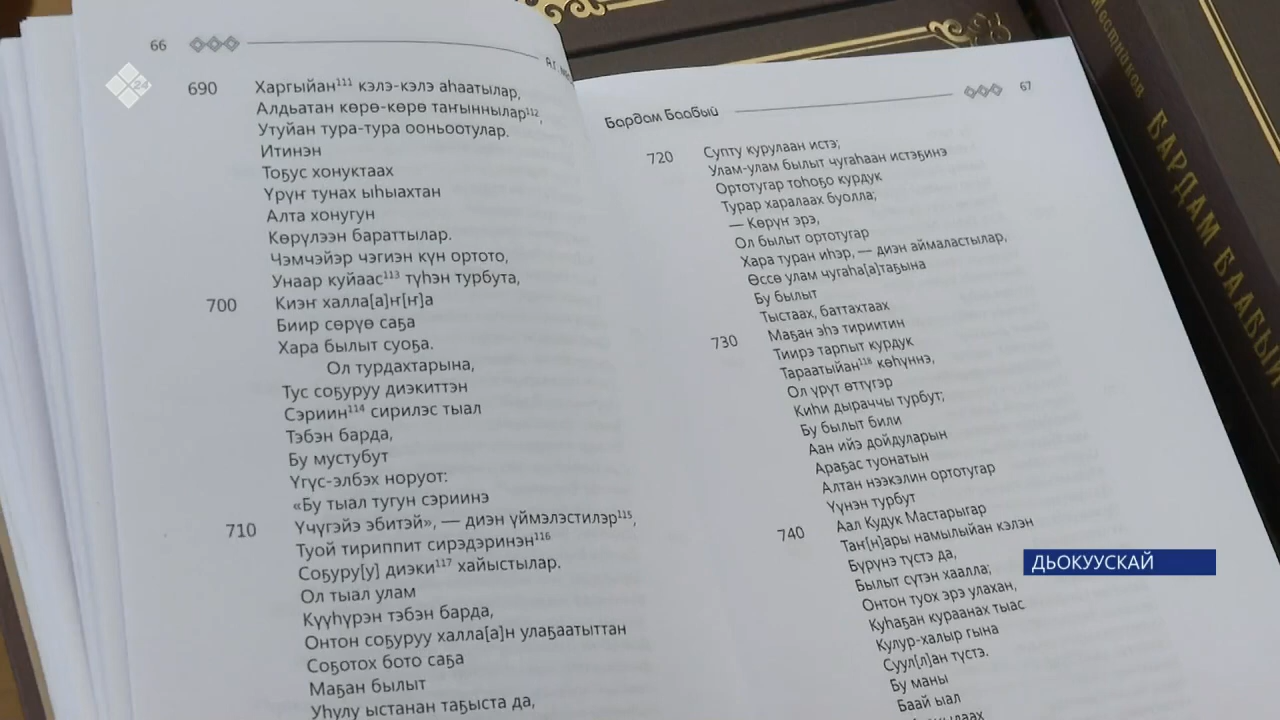 66
690 Харгыйан¹¹¹ кэлэ-кэлэ аһаатылар,
Алдьатан көрө-көрө таҥынныллар¹¹²,
Утуйан тура-тура ооньоотулар.
Итинэн
Тоҕус хонуктаах
Үрүҥ тунах ыһыахтан
Алта хонугун
Көрүлээн бараттылар.
Чэмчэйэр чэгиэн күн ортото,
Унаар куйаас¹¹³ түһэн турбута,
700 Киэҥ халла[а]ҥ[ҥ]а
Биир сөрүө саҕа
Хара былыт суоҕа.
Ол турдахтарына,
Тус соҕуруу диэкиттэн
Сэриин¹¹⁴ сирилэс тыал
Тэбэн барда,
Бу мустубут
Үгүс-элбэх норуот:
«Бу тыал тугун сэриинэ
710 Үчүгэйэ эбитэй», — диэн үймэлэстилэр¹¹⁵,
Туой тириппит сирэдэринэн¹¹⁶
Соҕуру[у] диэки¹¹⁷ хайыстылар.
Ол тыал улам
Күүһүрэн тэбэн барда,
Онтон соҕуруу халла[а]н улаҕаатыттан
Соҕотох бото саҕа
Маҕан былыт
Уһулу ыстанан таҕыста да,
Бардам Баабый
67
720 Супту курулаан истэ;
Улам-улам былыт чугаһаан истэҕинэ
Ортотугар тоһоҕо курдук
Турар харалаах буолла;
— Көрүҥ эрэ,
Ол былыт ортотугар
Хара туран иһэр, — диэн аймаластылар,
Өссө улам чугаһа[а]таҕына
Бу былыт
Тыстаах, баттахтаах
730 Маҕан эһэ тириитин
Тиирэ тарпыт курдук
Тараатыйан¹¹⁸ көһүннэ,
Ол үрүт өттүгэр
Киһи дыраччы турбут;
Бу былыт били
Аан ийэ дойдуларын
Араҕас туонатын
Алтан нээкэлин ортотугар
Үүнэн турбут
740 Аал Кудук Мастарыгар
Таҥ[н]ары намылыйан кэлэн
Бүрүнэ түстэ да,
Былыт сүтэн хаалла;
Онтон туох эрэ улахан,
Куһаҕан кураанах тыас
Кулур-халыр гына
Суул[л]ан түстэ.
Бу маны
Баай ыал
БАРДАМ БААБЫЙ
24
ДЬОКУУСКАЙ